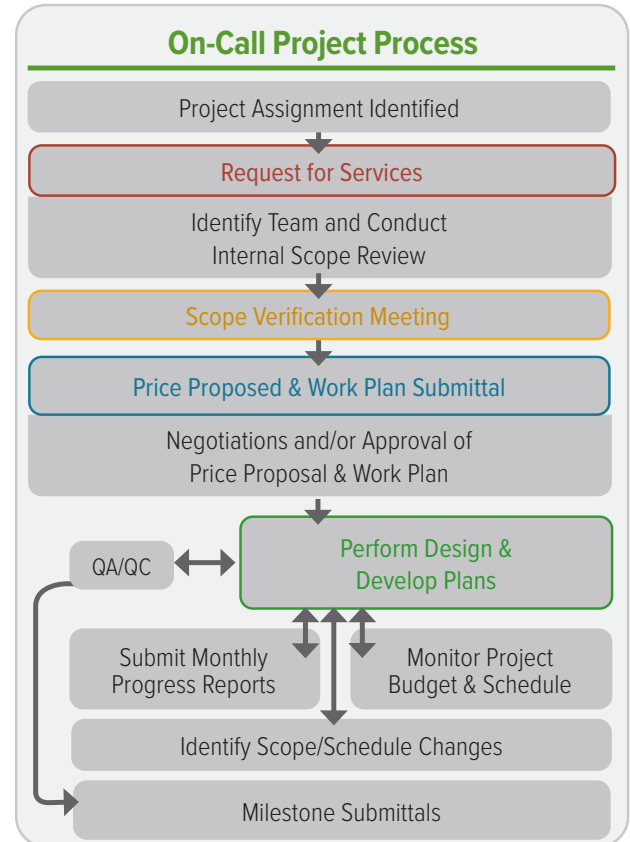 On-Call Project Process
Project Assignment Identified
Request for Services
Identify Team and Conduct
Internal Scope Review
Scope Verification Meeting
Price Proposed & Work Plan Submittal
Negotiations and/or Approval of
Price Proposal & Work Plan
QA/QC
Perform Design &
Develop Plans
Submit Monthly
Progress Reports
Monitor Project
Budget & Schedule
Identify Scope/Schedule Changes
Milestone Submittals